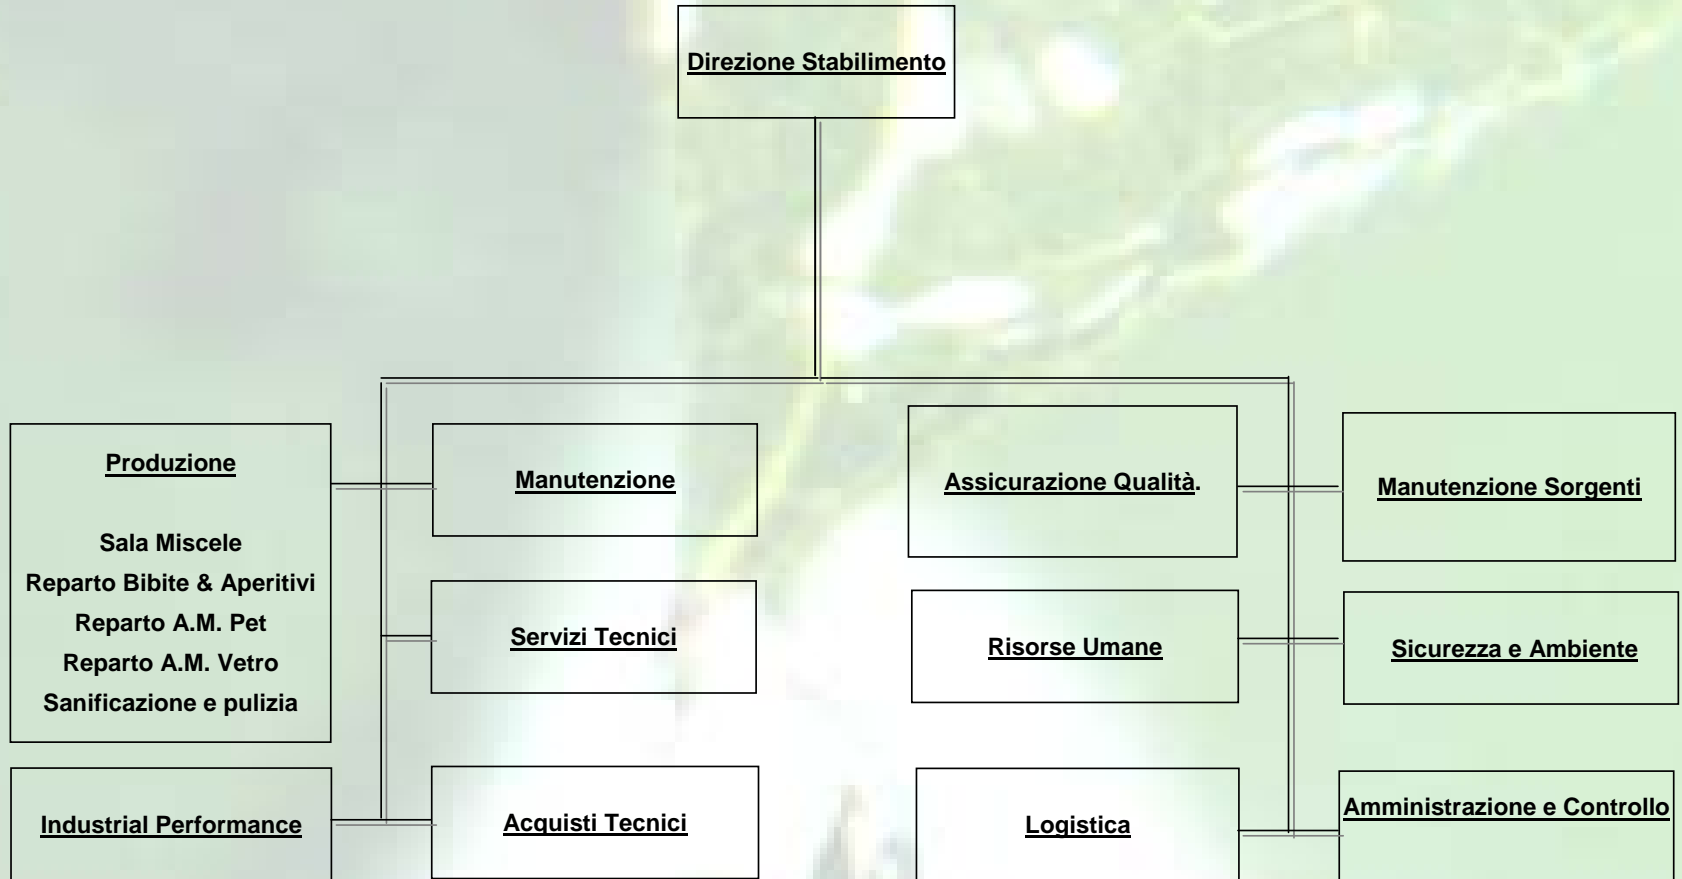 Direzione Stabilimento
Produzione
Sala Miscele
Reparto Bibite & Aperitivi
Reparto A.M. Pet
Reparto A.M. Vetro
Sanificazione e pulizia
Manutenzione
Assicurazione Qualità.
Manutenzione Sorgenti
Servizi Tecnici
Risorse Umane
Sicurezza e Ambiente
Industrial Performance
Acquisti Tecnici
Logistica
Amministrazione e Controllo